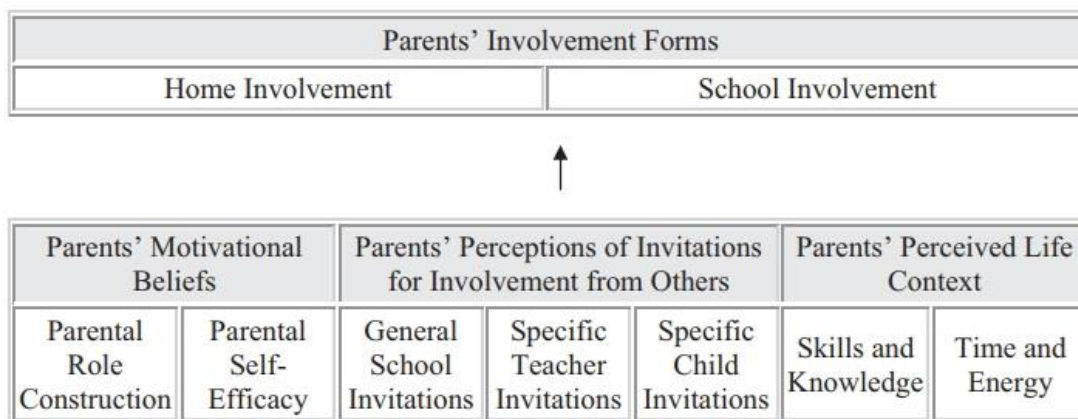 Parents’ Involvement Forms
Home Involvement
School Involvement
Parents’ Motivational
Beliefs
Parents’ Perceptions of Invitations
for Involvement from Others
Parents’ Perceived Life
Context
Parental
Role
Construction
Parental
Self-
Efficacy
General
School
Invitations
Specific
Teacher
Invitations
Specific
Child
Invitations
Skills and
Knowledge
Time and
Energy